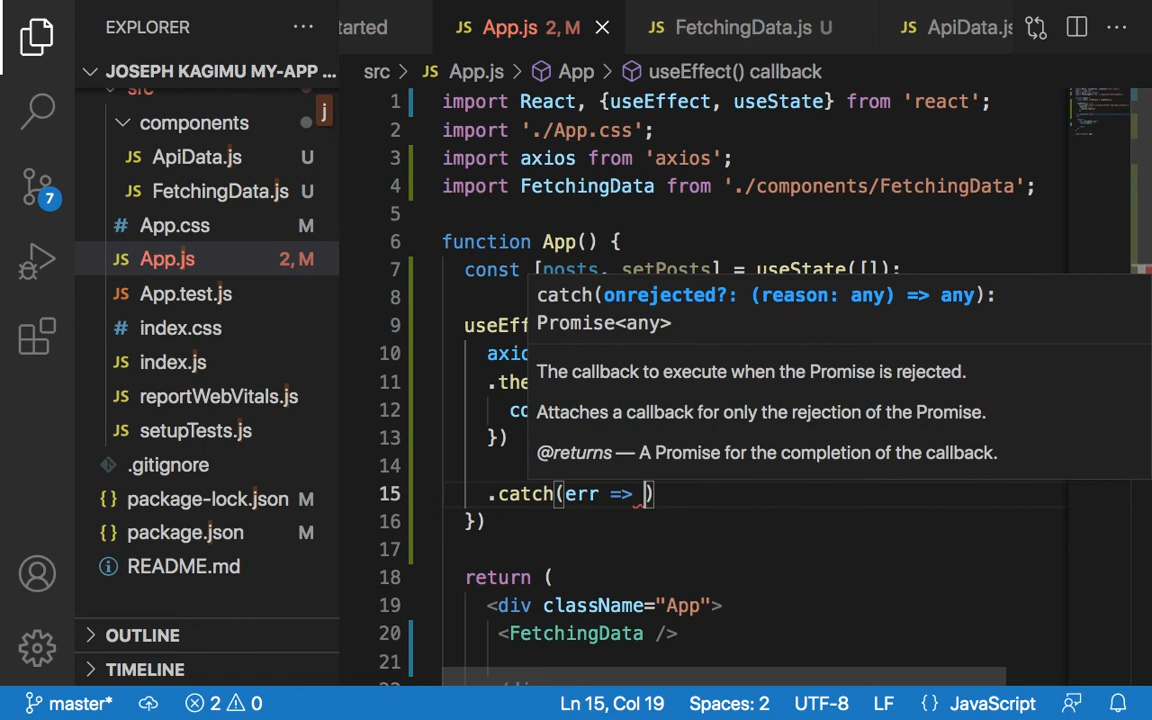 EXPLORER
JOSEPH KAGIMU MY-APP ...
src
j
components
JS ApiData.js U
JS FetchingData.js U
# App.css M
JS App.js 2, M
JS App.test.js
# index.css
JS index.js
JS reportWebVitals.js
JS setupTests.js
.gitignore
{} package-lock.json M
{} package.json M
README.md
OUTLINE
TIMELINE
7
tarted
JS App.js 2, M
JS FetchingData.js U
JS ApiData.js
src > JS App.js > App > useEffect() callback
1 import React, {useEffect, useState} from 'react';
2 import './App.css';
3 import axios from 'axios';
4 import FetchingData from './components/FetchingData';
5
6 function App() {
7 const [posts, setPosts] = useState([]);
8
9 useEff
10 axio
11 .the
12 co
13 })
14
15 .catch(err => )
16 })
17
18 return (
19 <div className="App">
20 <FetchingData />
21
catch(onrejected?: (reason: any) => any):
Promise<any>
The callback to execute when the Promise is rejected.
Attaches a callback for only the rejection of the Promise.
@returns — A Promise for the completion of the callback.
master*
2 0
Ln 15, Col 19
Spaces: 2
UTF-8
LF
{} JavaScript